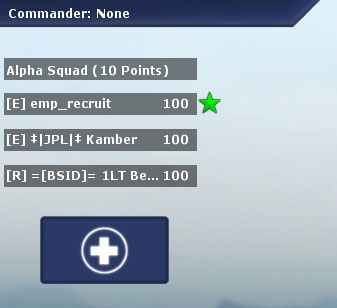 Commander: None
Alpha Squad (10 Points)
[E] emp_recruit 100
[E] ‡|JPL|‡ Kamber 100
[R] =[BSID]= 1LT Be... 100